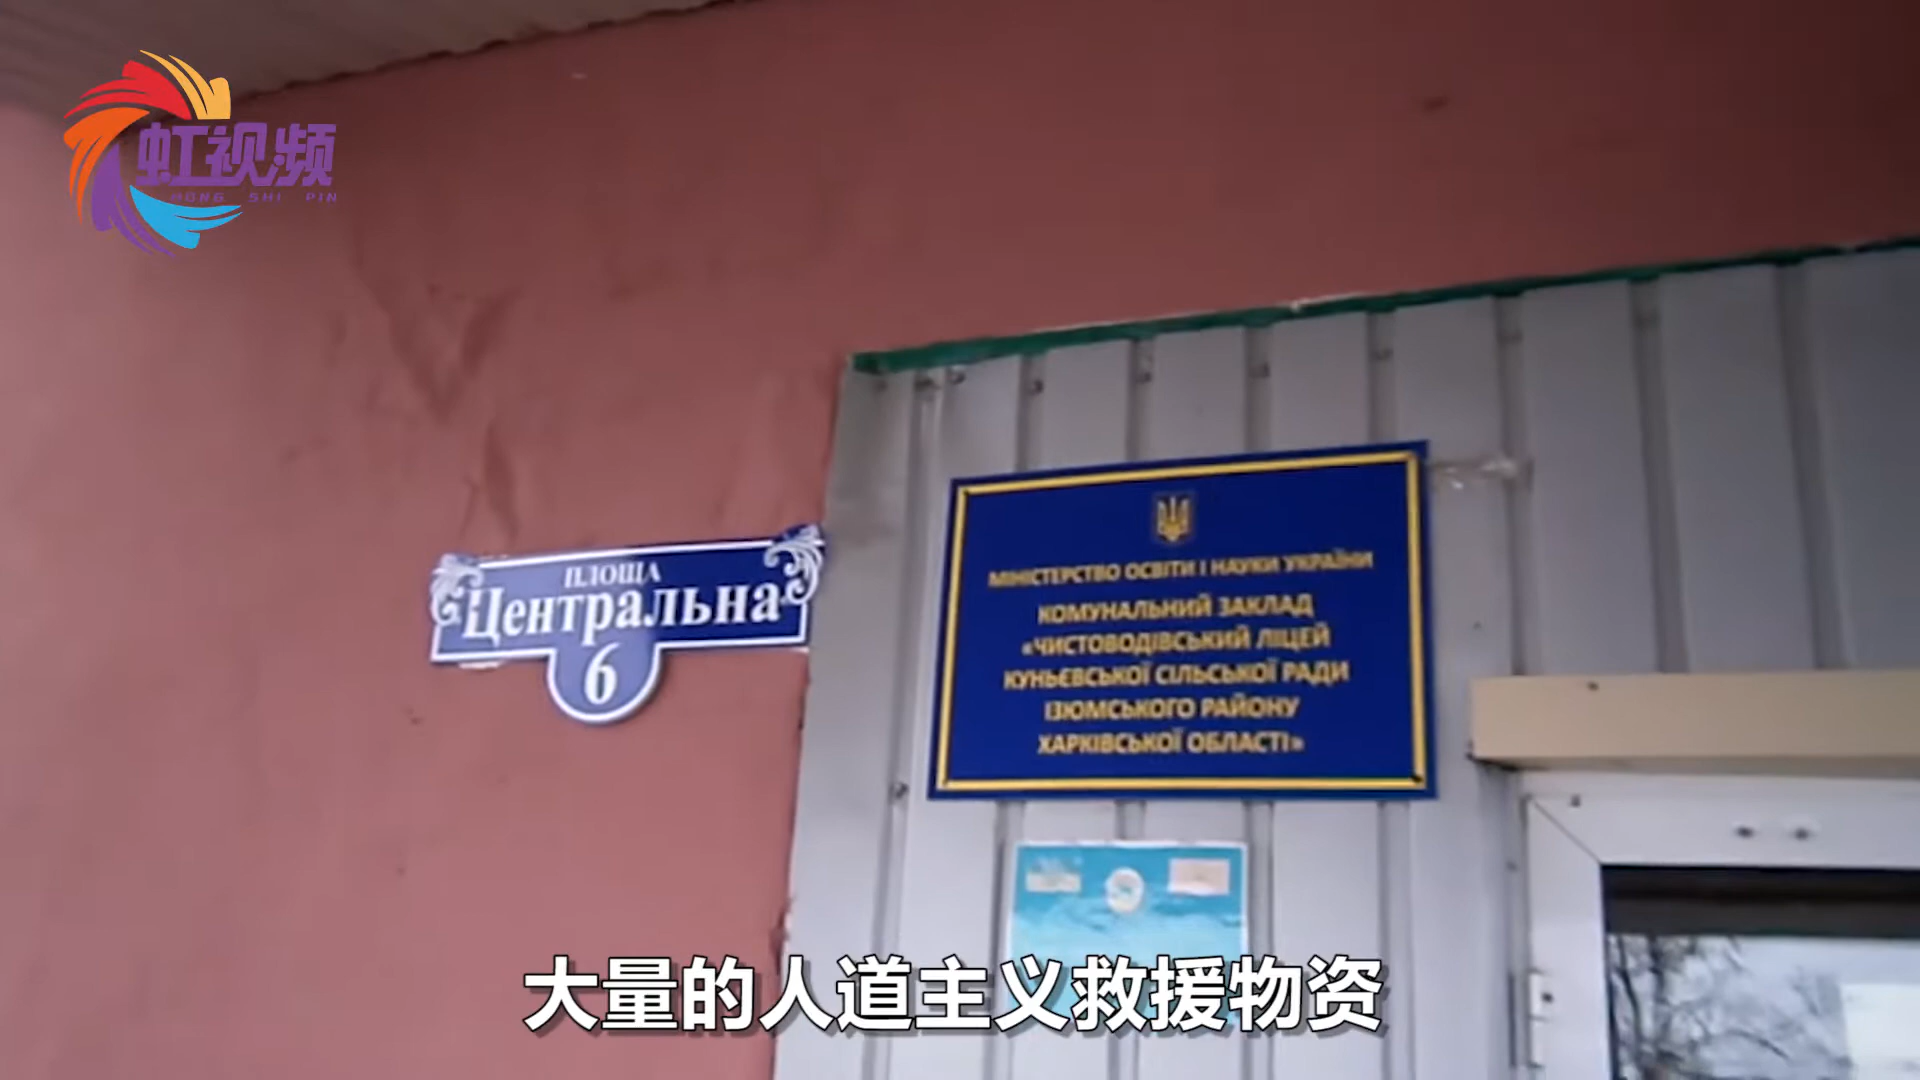 虹视频
HONG SHI PIN
ПЛОЩА
Центральна
6
МІНІСТЕРСТВО ОСВІТИ І НАУКИ УКРАЇНИ
КОМУНАЛЬНИЙ ЗАКЛАД
«ЧИСТОВОДІВСЬКИЙ ЛІЦЕЙ
КУНЬЄВСЬКОЇ СІЛЬСЬКОЇ РАДИ
ІЗЮМСЬКОГО РАЙОНУ
ХАРКІВСЬКОЇ ОБЛАСТІ»
大量的人道主义救援物资